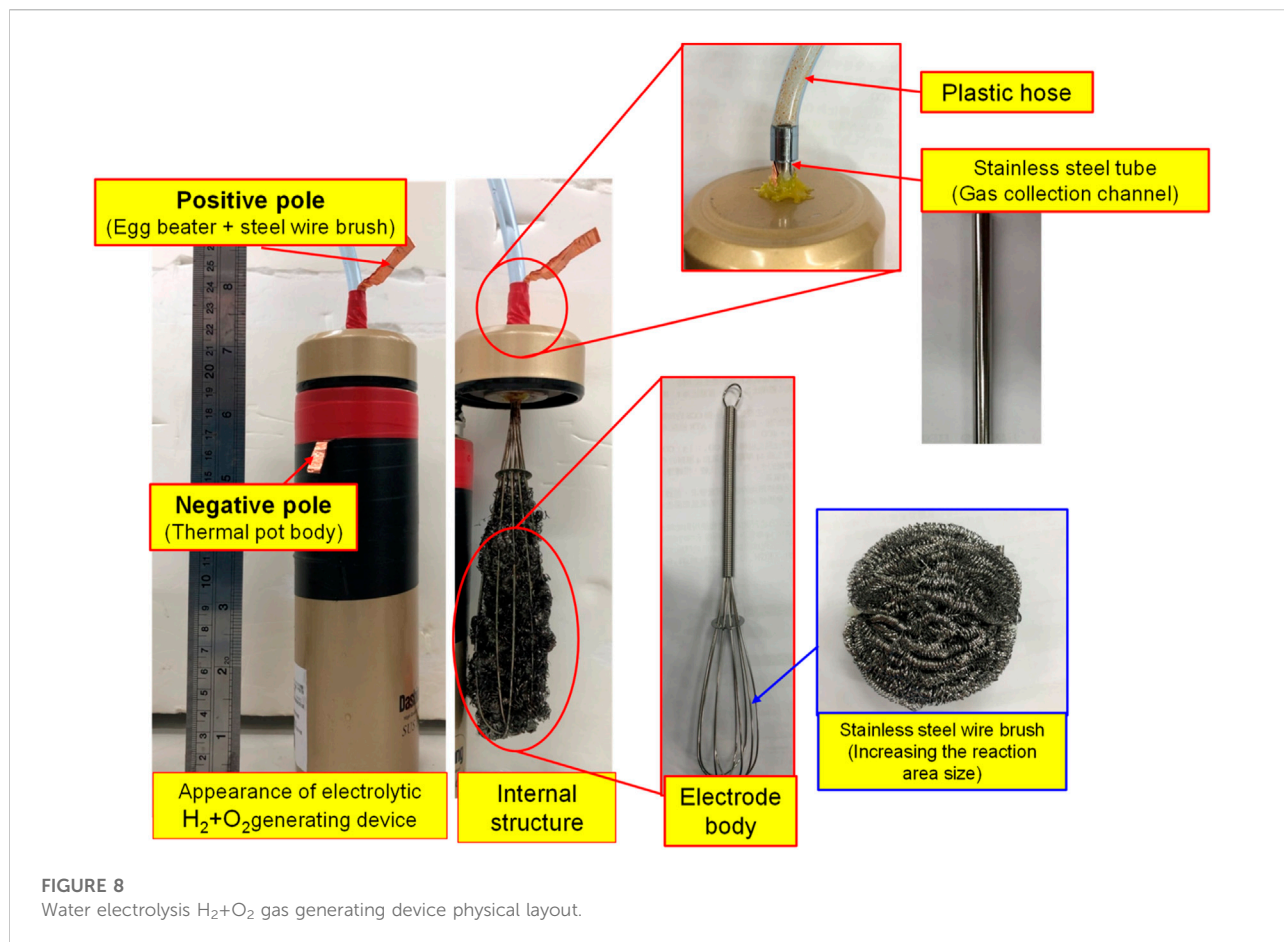 Plastic hose
Stainless steel tube
(Gas collection channel)
Positive pole
(Egg beater + steel wire brush)
Negative pole
(Thermal pot body)
Stainless steel wire brush
(Increasing the reaction
area size)
Appearance of electrolytic
H₂+O₂generating device
Internal
structure
Electrode
body
FIGURE 8
Water electrolysis H₂+O₂ gas generating device physical layout.